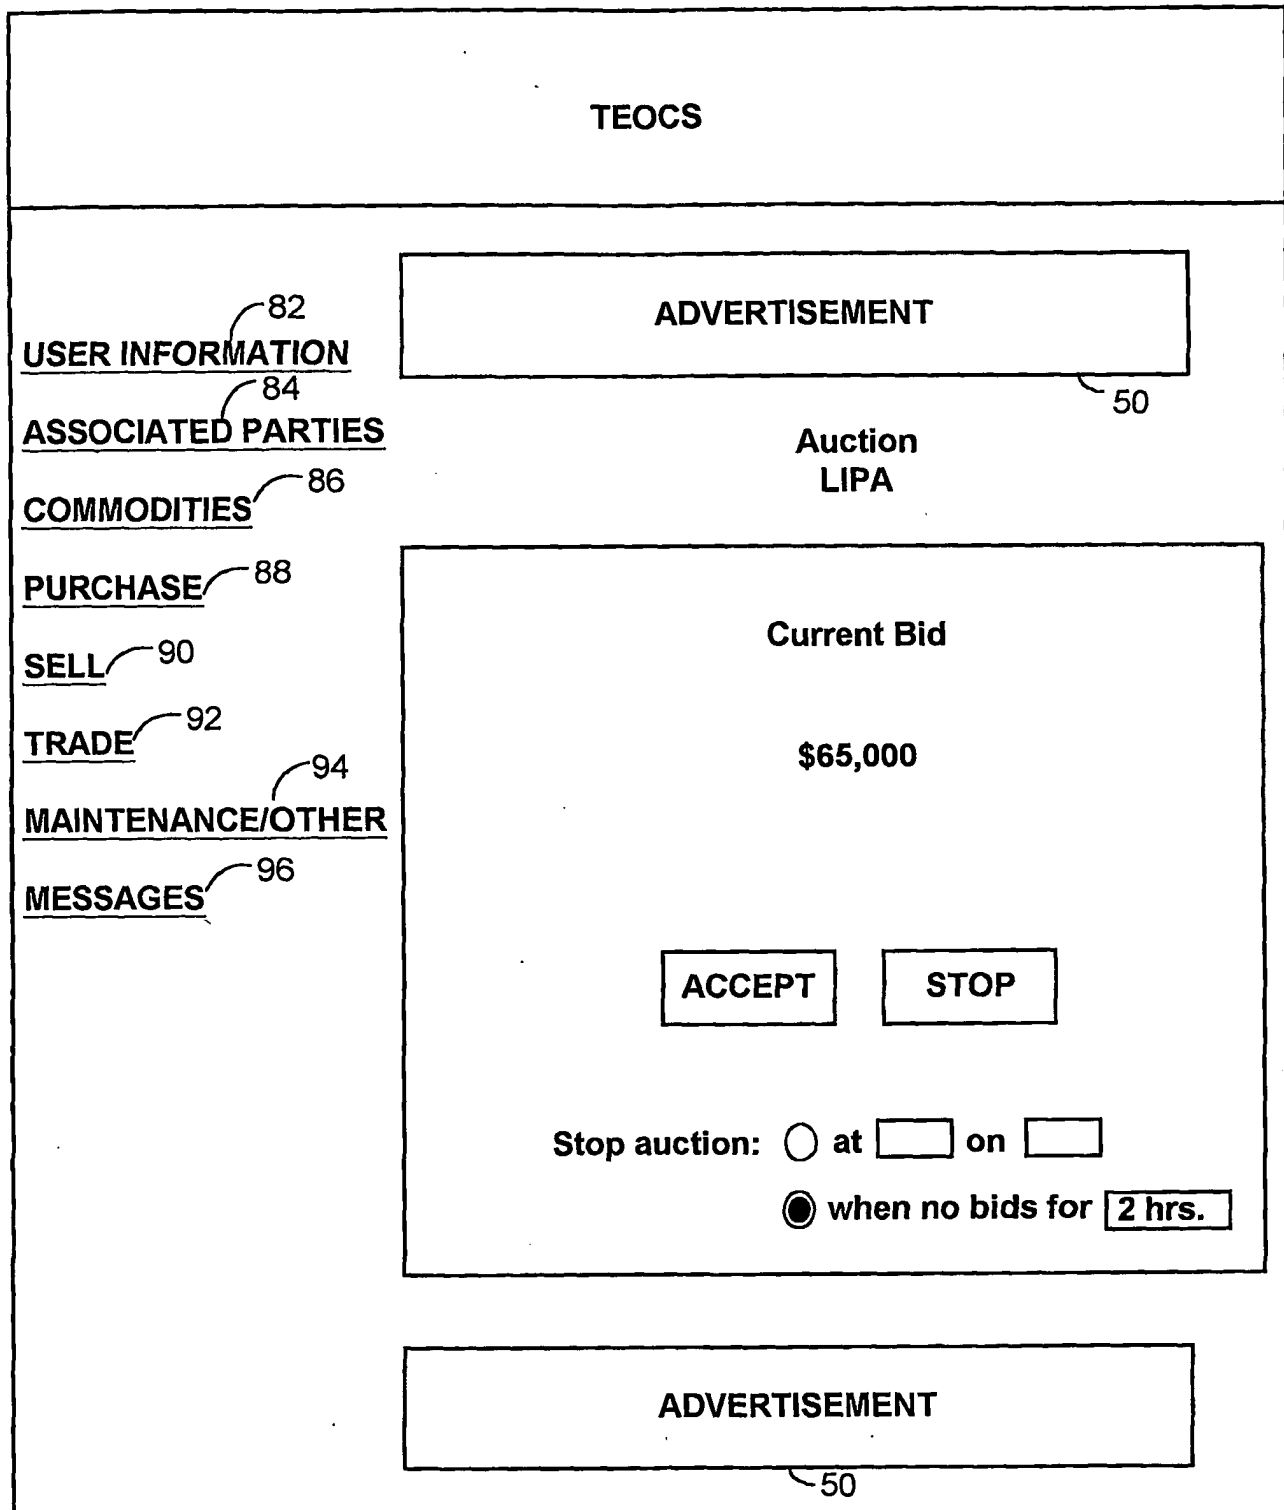 TEOCS
82
USER INFORMATION
84
ASSOCIATED PARTIES
86
COMMODITIES
88
PURCHASE
90
SELL
92
TRADE
94
MAINTENANCE/OTHER
96
MESSAGES
ADVERTISEMENT
50
Auction
LIPA
Current Bid
$65,000
ACCEPT STOP
Stop auction: at on
when no bids for 2 hrs.
ADVERTISEMENT
50